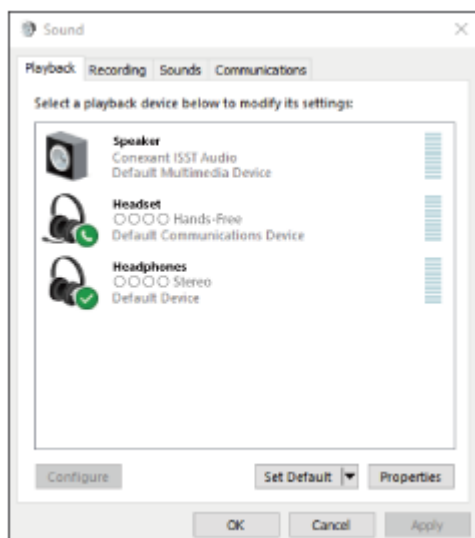 Sound
Playback Recording Sounds Communications
Select a playback device below to modify its settings:
Speaker
Conexant ISST Audio
Default Multimedia Device
Headset
○○○○ Hands-Free
Default Communications Device
Headphones
○○○○ Stereo
Default Device
Configure Set Default Properties
OK Cancel Apply